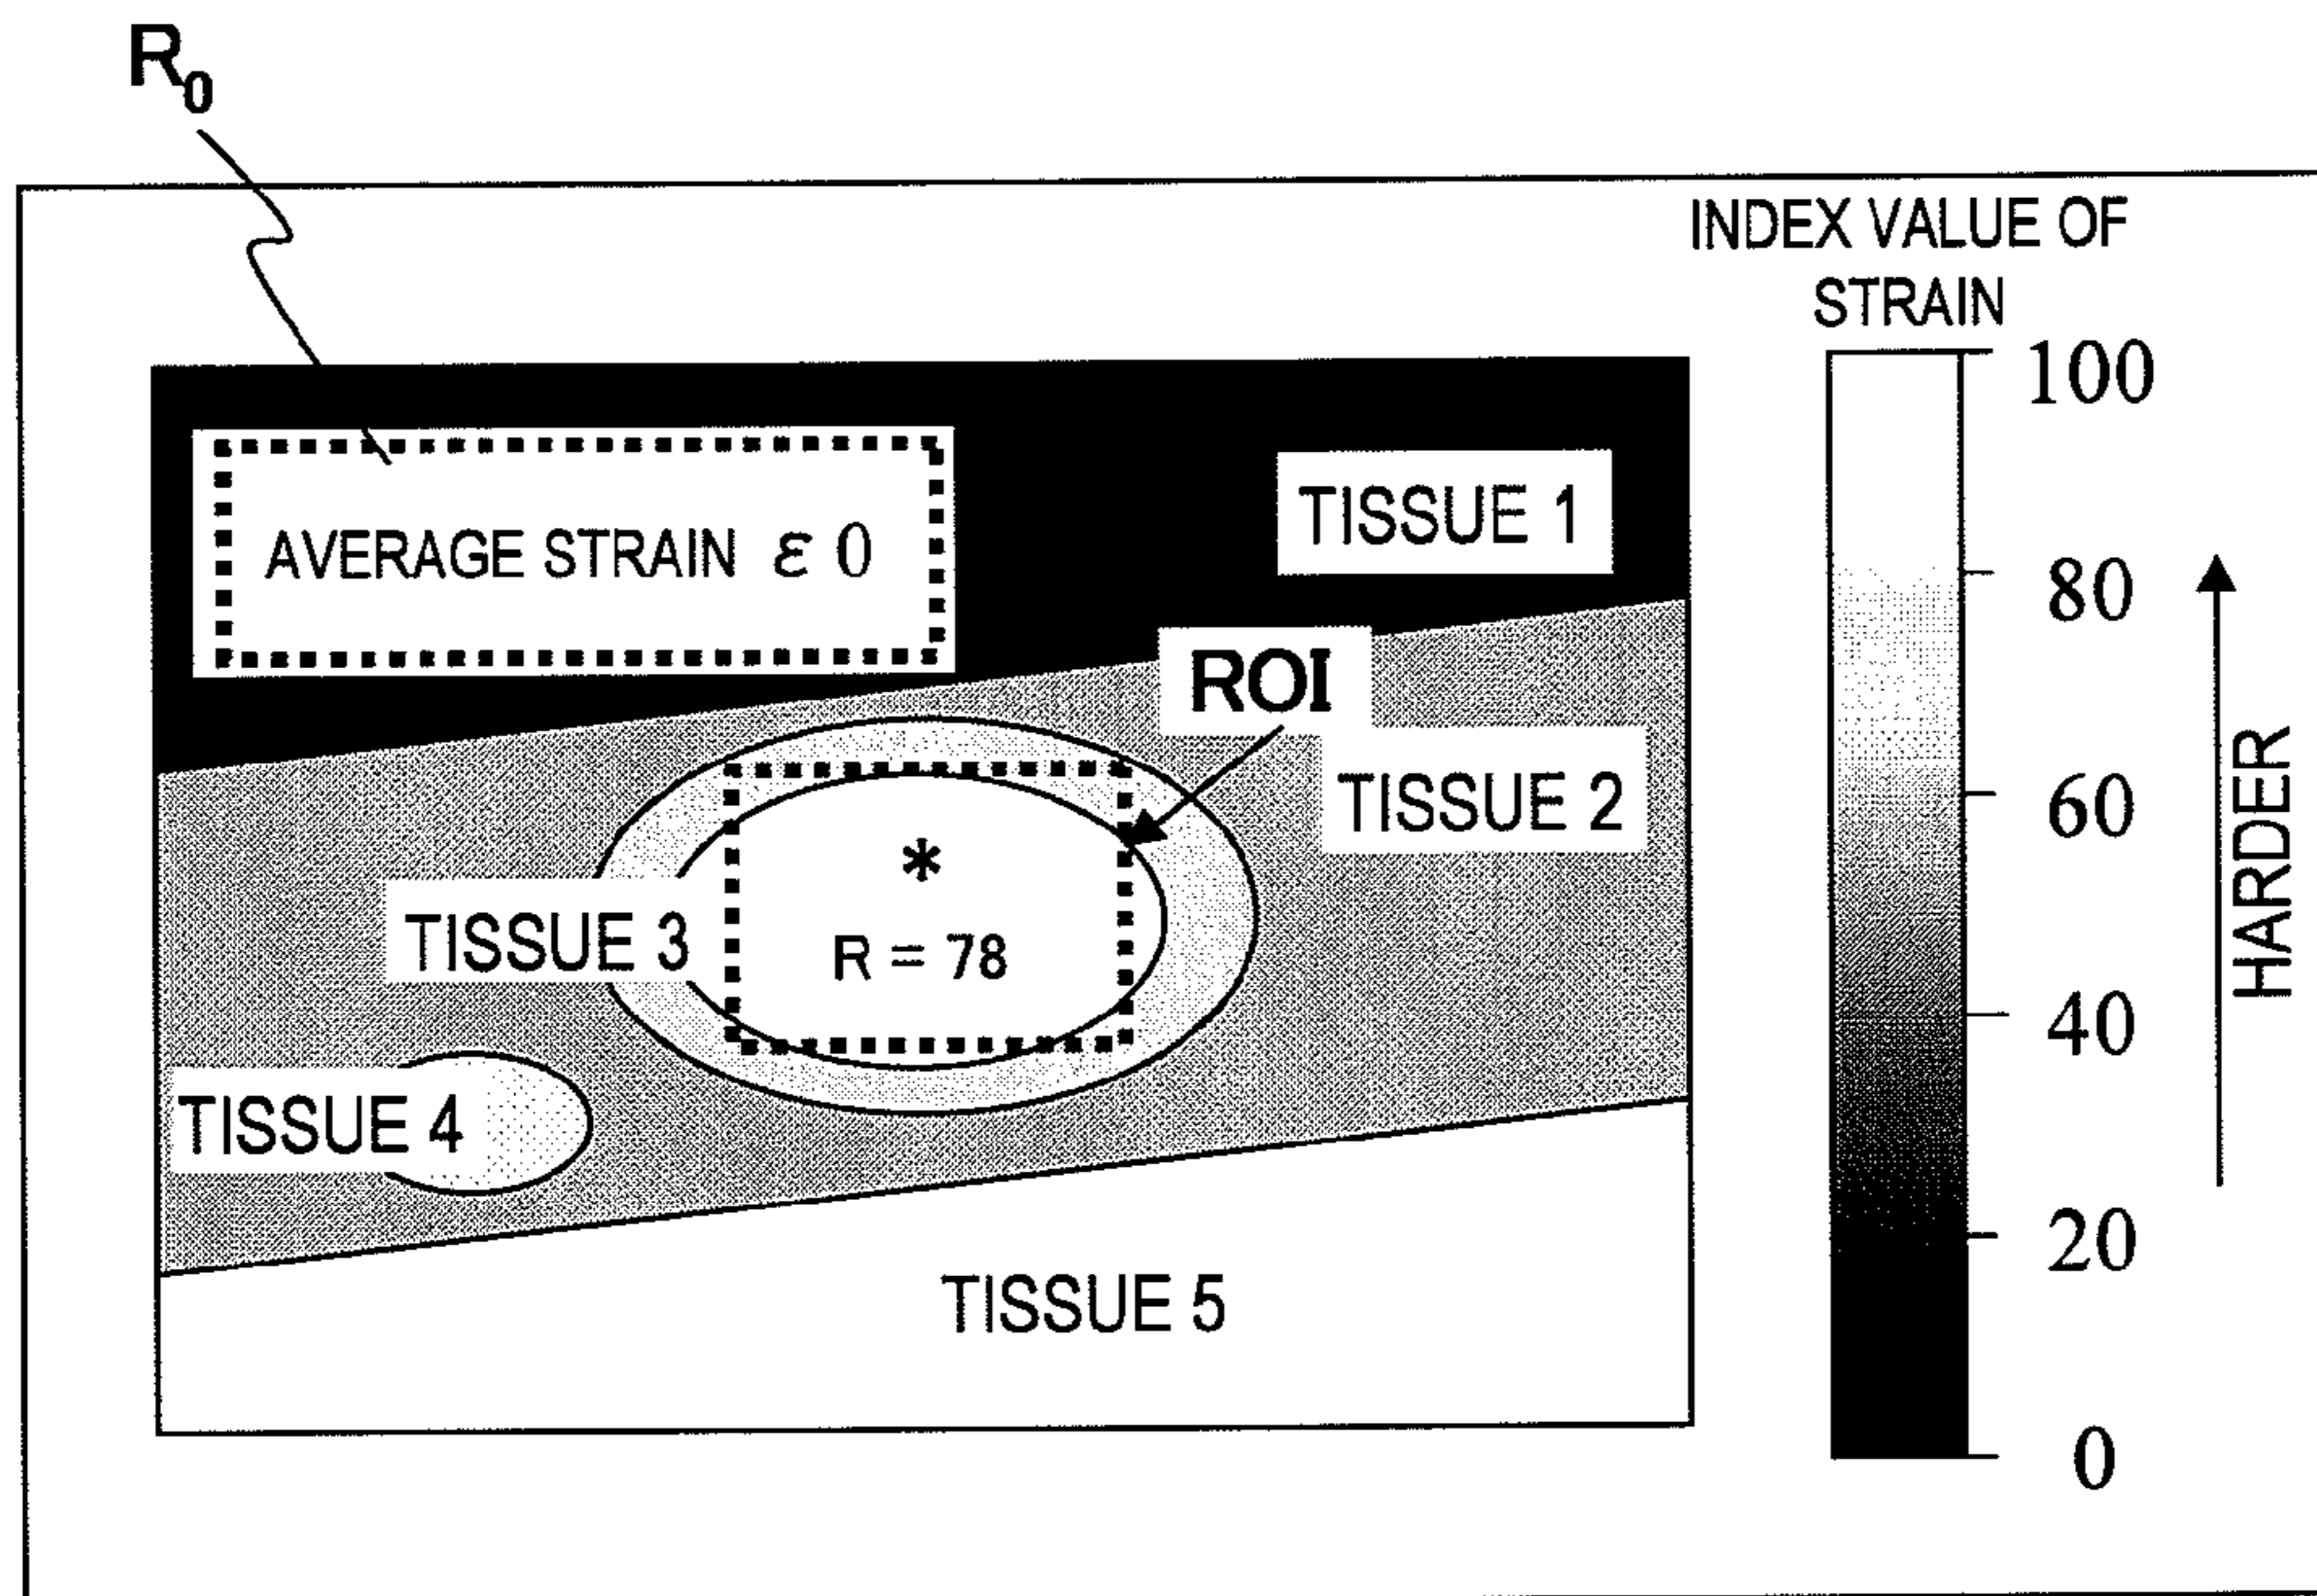 R0
INDEX VALUE OF
STRAIN
100
80
60
40
20
0
HARDER
AVERAGE STRAIN ε 0
TISSUE 1
ROI
TISSUE 2
*
TISSUE 3
R = 78
TISSUE 4
TISSUE 5